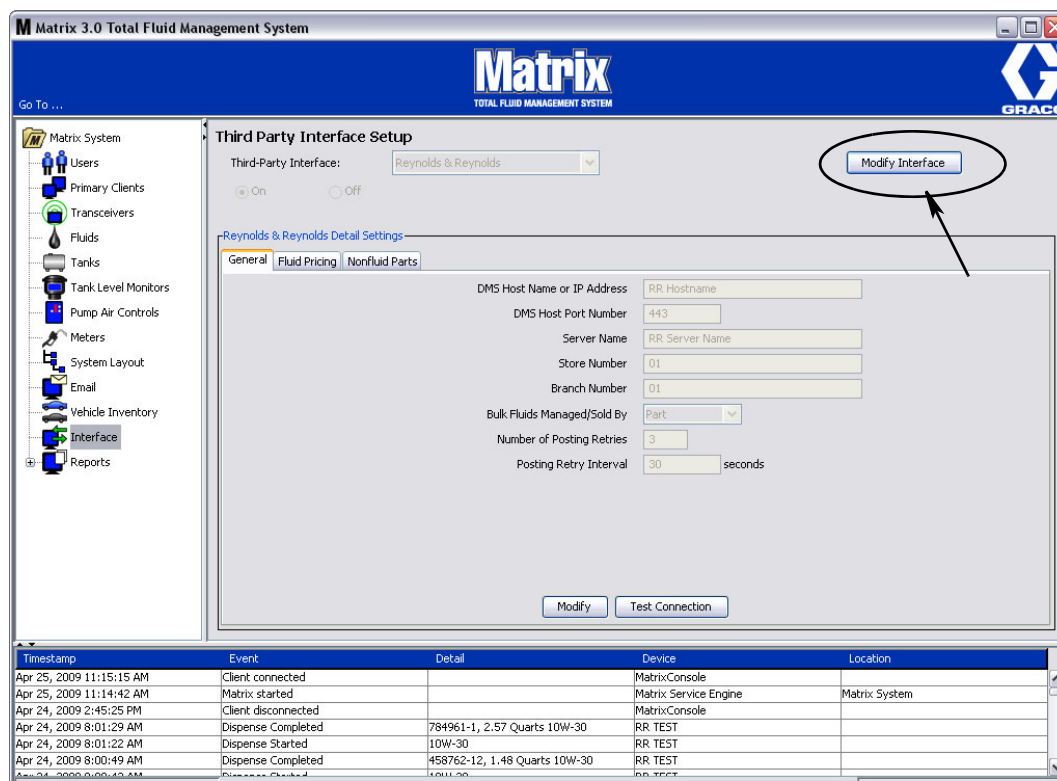 M Matrix 3.0 Total Fluid Management System
Matrix
TOTAL FLUID MANAGEMENT SYSTEM
Go To ...
GRACO
Matrix System
Users
Primary Clients
Transceivers
Fluids
Tanks
Tank Level Monitors
Pump Air Controls
Meters
System Layout
Email
Vehicle Inventory
Interface
Reports
Third Party Interface Setup
Third-Party Interface: Reynolds & Reynolds
Modify Interface
On Off
Reynolds & Reynolds Detail Settings
General Fluid Pricing Nonfluid Parts
DMS Host Name or IP Address RR Hostname
DMS Host Port Number 443
Server Name RR Server Name
Store Number 01
Branch Number 01
Bulk Fluids Managed/Sold By Part
Number of Posting Retries 3
Posting Retry Interval 30 seconds
Modify Test Connection
Timestamp Event Detail Device Location
Apr 25, 2009 11:15:15 AM Client connected MatrixConsole
Apr 25, 2009 11:14:42 AM Matrix started Matrix Service Engine Matrix System
Apr 24, 2009 2:45:25 PM Client disconnected MatrixConsole
Apr 24, 2009 8:01:29 AM Dispense Completed 784961-1, 2.57 Quarts 10W-30 RR TEST
Apr 24, 2009 8:01:22 AM Dispense Started 10W-30 RR TEST
Apr 24, 2009 8:00:49 AM Dispense Completed 458762-12, 1.48 Quarts 10W-30 RR TEST